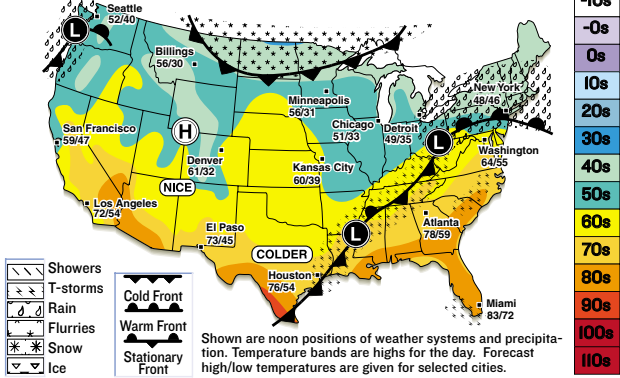 Seattle
52/40
L
Billings
56/30
Minneapolis
56/31
New York
48/46
San Francisco
59/47
H
Chicago
51/33
Detroit
49/35
L
Washington
64/55
Denver
61/32
Kansas City
60/39
NICE
Los Angeles
72/54
El Paso
73/45
Atlanta
78/59
L
COLDER
Houston
76/54
Miami
83/72
Showers
T-storms
Rain
Flurries
Snow
Ice
Cold Front
Warm Front
Stationary
Front
Shown are noon positions of weather systems and precipita-
tion. Temperature bands are highs for the day. Forecast
high/low temperatures are given for selected cities.
-10s
-0s
0s
10s
20s
30s
40s
50s
60s
70s
80s
90s
100s
110s